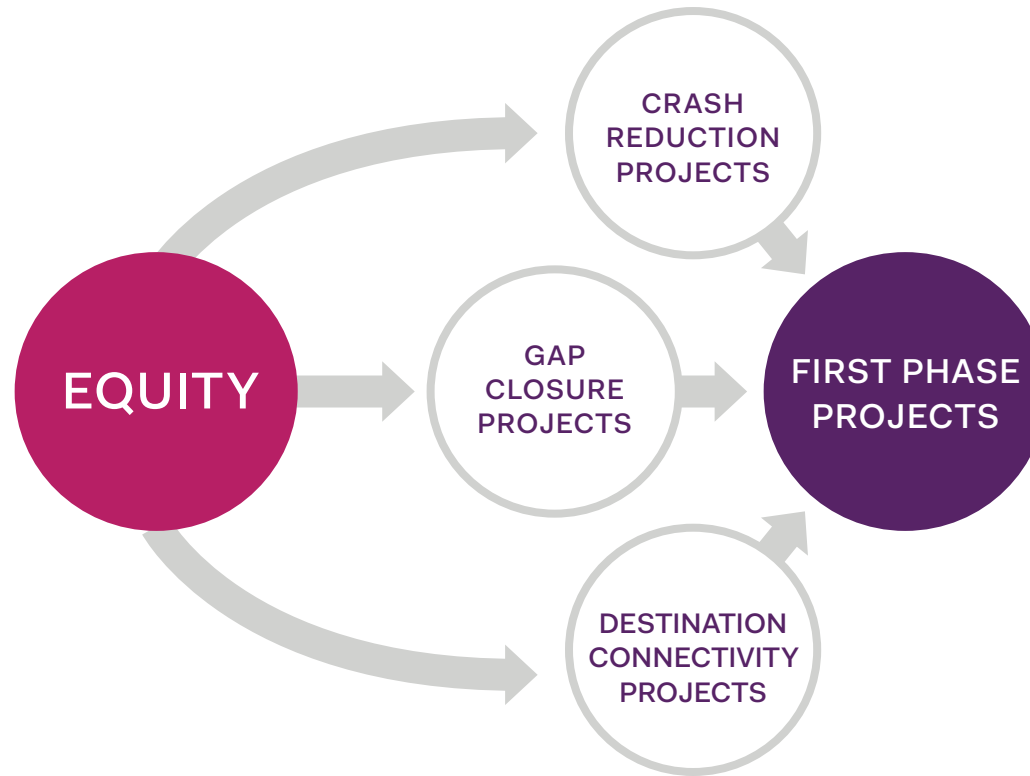 CRASH
REDUCTION
PROJECTS
EQUITY
GAP
CLOSURE
PROJECTS
FIRST PHASE
PROJECTS
DESTINATION
CONNECTIVITY
PROJECTS